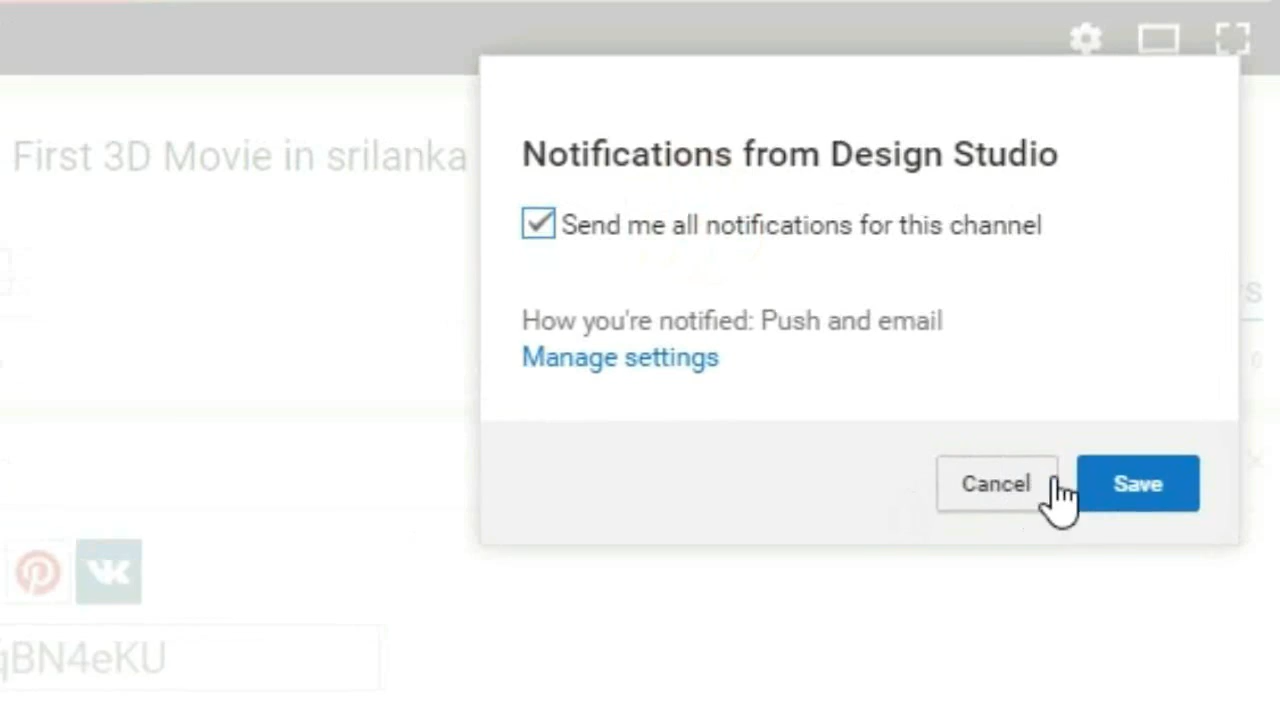 First 3D Movie in srilanka
Notifications from Design Studio
Send me all notifications for this channel
How you're notified: Push and email
Manage settings
Cancel
Save
qBN4eKU